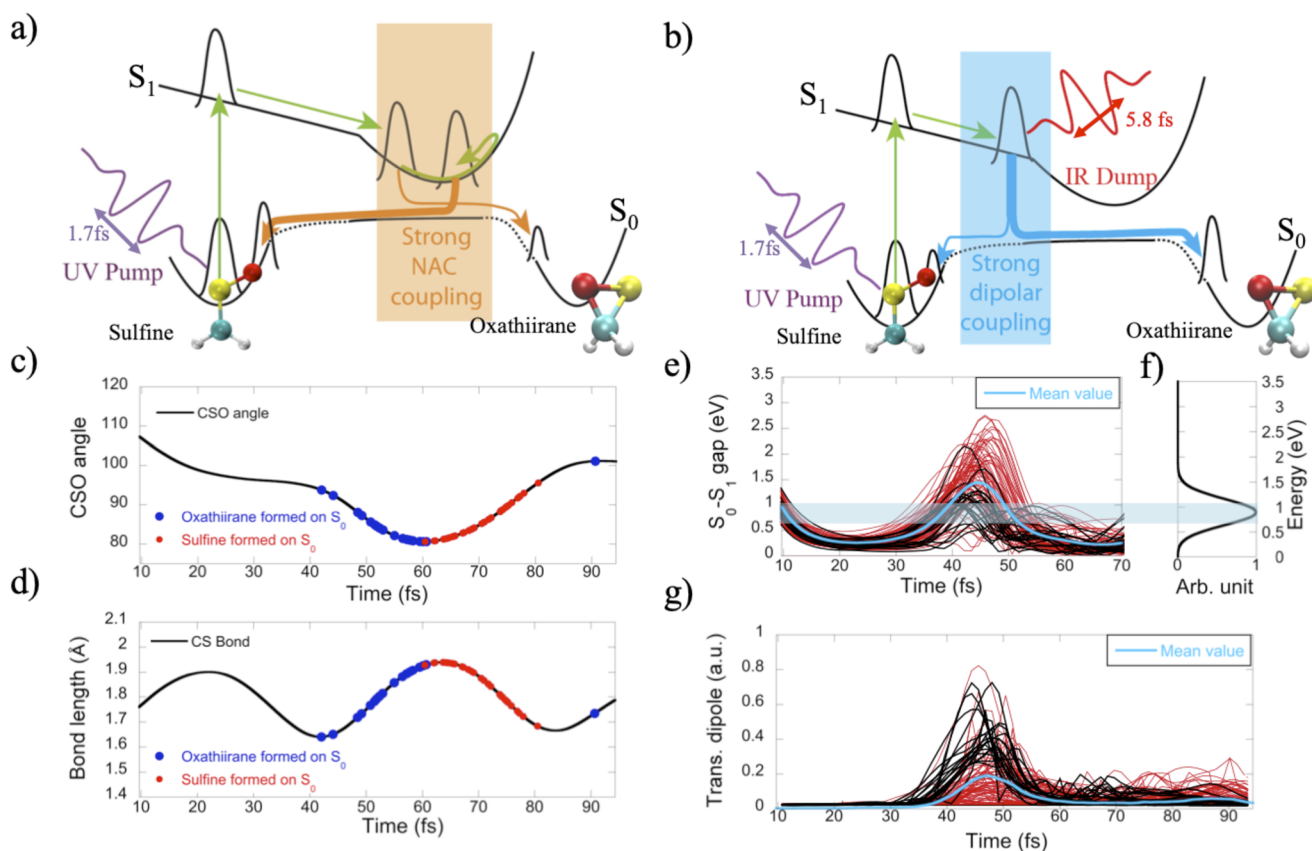 a)
S1
1.7fs
UV Pump
Sulfine
Strong
NAC
coupling
S0
Oxathiirane
b)
S1
5.8 fs
IR Dump
1.7fs
UV Pump
Sulfine
Strong
dipolar
coupling
S0
Oxathiirane
c)
120
110
100
90
80
CSO angle
CSO angle
Oxathiirane formed on S0
Sulfine formed on S0
10 20 30 40 50 60 70 80 90
Time (fs)
d)
2.1
2
1.9
1.8
1.7
1.6
1.5
1.4
Bond length (Å)
CS Bond
Oxathiirane formed on S0
Sulfine formed on S0
10 20 30 40 50 60 70 80 90
Time (fs)
e)
3.5
3
2.5
2
1.5
1
0.5
0
S0-S1 gap (eV)
Mean value
10 20 30 40 50 60 70
Time (fs)
f)
3.5
3
2.5
2
1.5
1
0.5
0
Energy (eV)
0 1
Arb. unit
g)
1
0.8
0.6
0.4
0.2
0
Trans. dipole (a.u.)
Mean value
10 20 30 40 50 60 70 80 90
Time (fs)